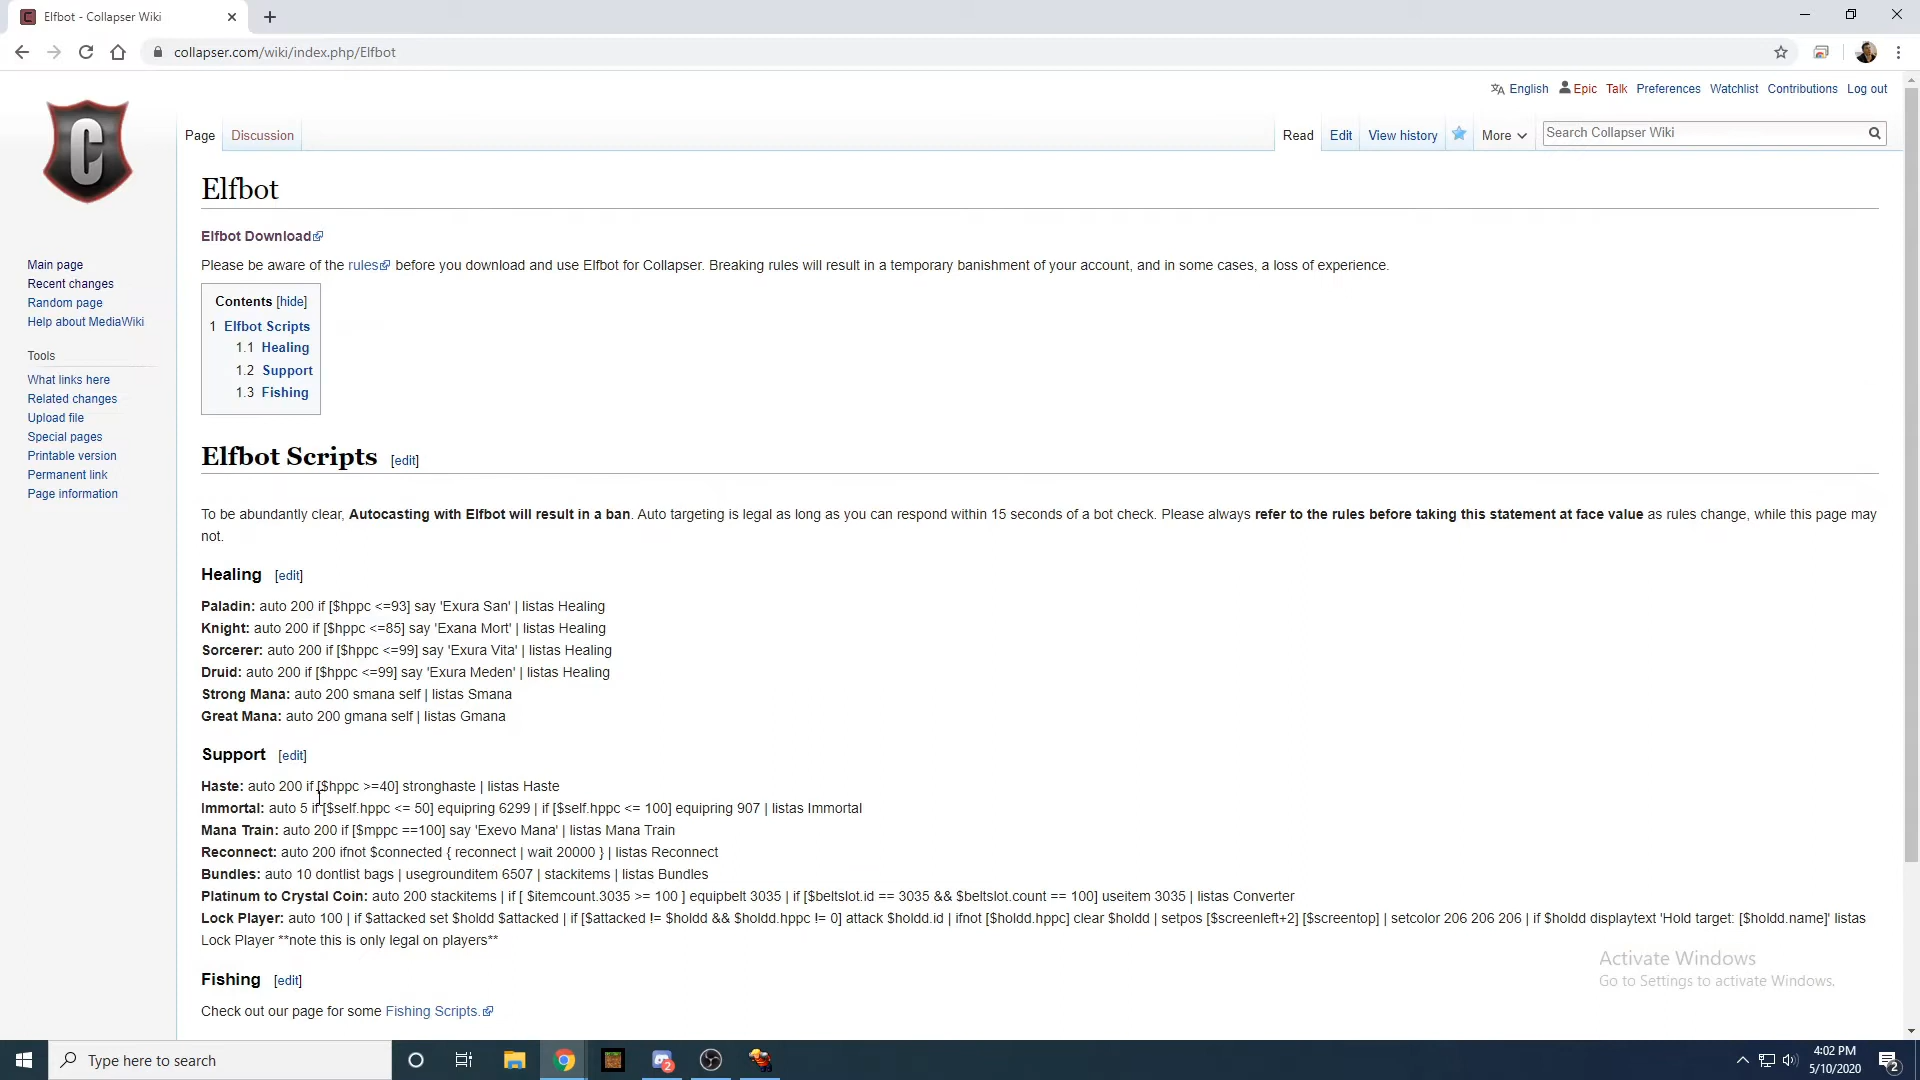 Elfbot - Collapser Wiki
collapser.com/wiki/index.php/Elfbot
English Epic Talk Preferences Watchlist Contributions Log out
C
Page Discussion Read Edit View history More Search Collapser Wiki
Elfbot
Elfbot Download
Please be aware of the rules before you download and use Elfbot for Collapser. Breaking rules will result in a temporary banishment of your account, and in some cases, a loss of experience.
Main page
Recent changes
Random page
Help about MediaWiki
Tools
What links here
Related changes
Upload file
Special pages
Printable version
Permanent link
Page information
Contents [hide]
1 Elfbot Scripts
1.1 Healing
1.2 Support
1.3 Fishing
Elfbot Scripts [edit]
To be abundantly clear, Autocasting with Elfbot will result in a ban. Auto targeting is legal as long as you can respond within 15 seconds of a bot check. Please always refer to the rules before taking this statement at face value as rules change, while this page may
not.
Healing [edit]
Paladin: auto 200 if [$hppc <=93] say 'Exura San' | listas Healing
Knight: auto 200 if [$hppc <=85] say 'Exana Mort' | listas Healing
Sorcerer: auto 200 if [$hppc <=99] say 'Exura Vita' | listas Healing
Druid: auto 200 if [$hppc <=99] say 'Exura Meden' | listas Healing
Strong Mana: auto 200 smana self | listas Smana
Great Mana: auto 200 gmana self | listas Gmana
Support [edit]
Haste: auto 200 if [$hppc >=40] stronghaste | listas Haste
Immortal: auto 5 if [$self.hppc <= 50] equipring 6299 | if [$self.hppc <= 100] equipring 907 | listas Immortal
Mana Train: auto 200 if [$mppc ==100] say 'Exevo Mana' | listas Mana Train
Reconnect: auto 200 ifnot $connected { reconnect | wait 20000 } | listas Reconnect
Bundles: auto 10 dontlist bags | usegrounditem 6507 | stackitems | listas Bundles
Platinum to Crystal Coin: auto 200 stackitems | if [ $itemcount.3035 >= 100 ] equipbelt 3035 | if [$beltslot.id == 3035 && $beltslot.count == 100] useitem 3035 | listas Converter
Lock Player: auto 100 | if $attacked set $holdd $attacked | if [$attacked != $holdd && $holdd.hppc != 0] attack $holdd.id | ifnot [$holdd.hppc] clear $holdd | setpos [$screenleft+2] [$screentop] | setcolor 206 206 206 | if $holdd displaytext 'Hold target: [$holdd.name]' listas
Lock Player **note this is only legal on players**
Fishing [edit]
Check out our page for some Fishing Scripts.
Activate Windows
Go to Settings to activate Windows.
Type here to search
2
4:02 PM
5/10/2020
2